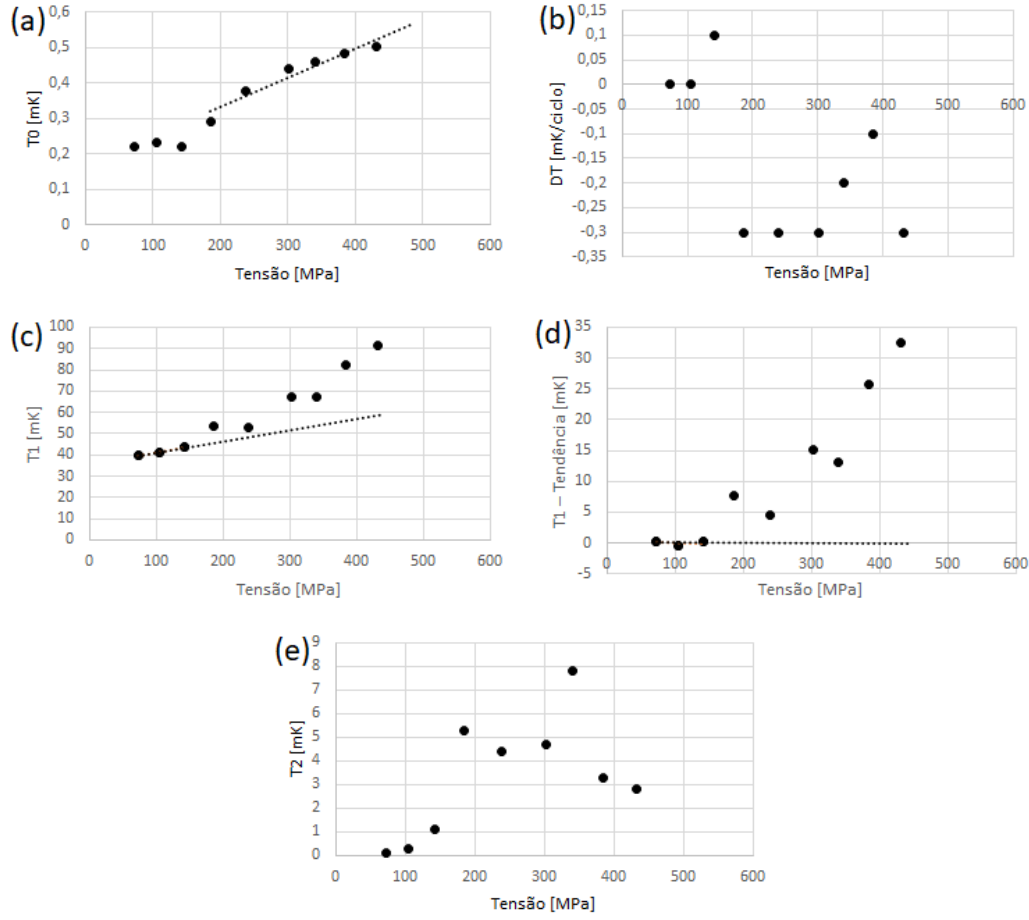 (a)
T0 [mK]
0,6
0,5
0,4
0,3
0,2
0,1
0
0 100 200 300 400 500 600
Tensão [MPa]
(b)
DT [mK/ciclo]
0,15
0,1
0,05
0
-0,05
-0,1
-0,15
-0,2
-0,25
-0,3
-0,35
0 100 200 300 400 500 600
Tensão [MPa]
(c)
T1 [mK]
100
90
80
70
60
50
40
30
20
10
0
0 100 200 300 400 500 600
Tensão [MPa]
(d)
T1 – Tendência [mK]
35
30
25
20
15
10
5
0
-5
0 100 200 300 400 500 600
Tensão [MPa]
(e)
T2 [mK]
9
8
7
6
5
4
3
2
1
0
0 100 200 300 400 500 600
Tensão [MPa]